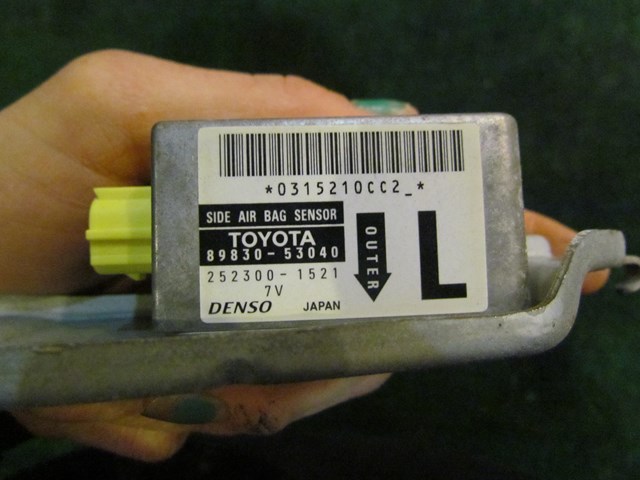 *0315210CC2_*
SIDE AIR BAG SENSOR
TOYOTA
89830-53040
252300-1521
7V
DENSO JAPAN
OUTER
L